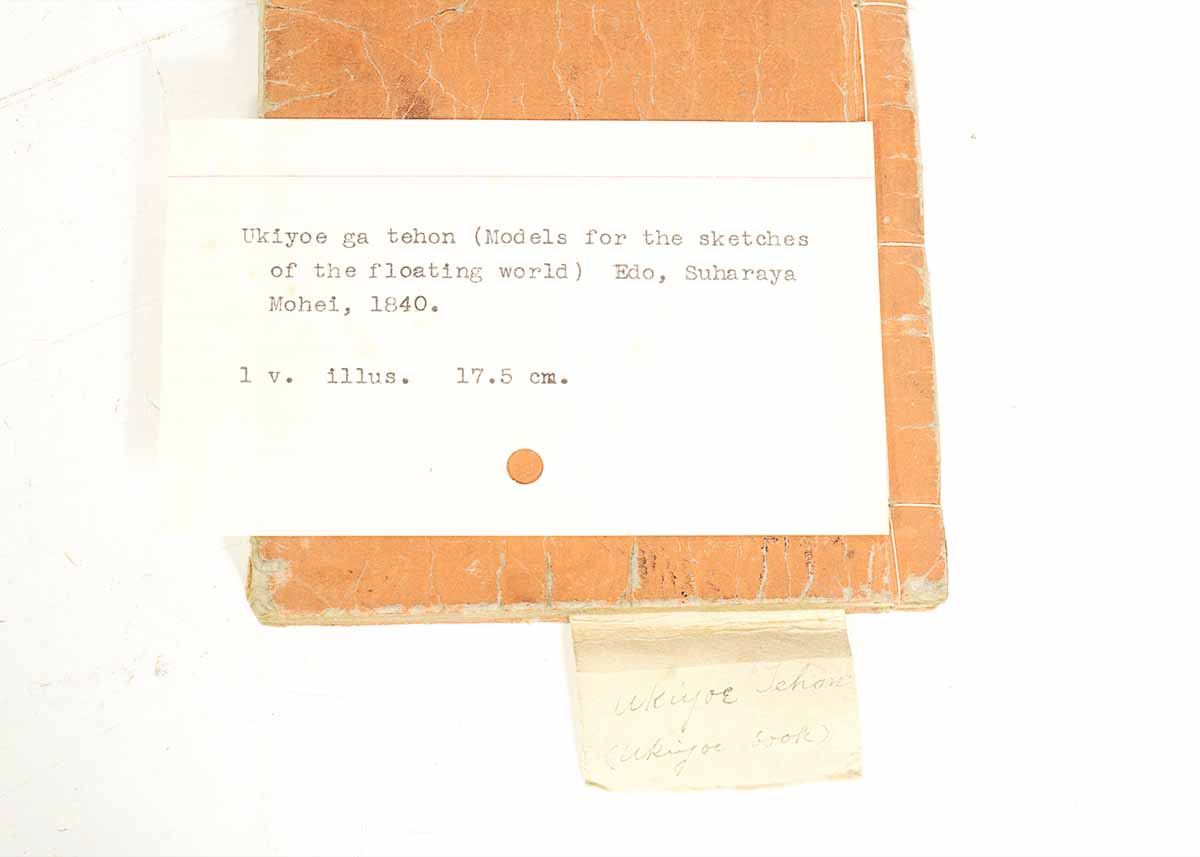 Ukiyoe ga tehon (Models for the sketches
of the floating world) Edo, Suharaya
Mohei, 1840.
1 v. illus. 17.5 cm.
Ukiyoe Tehon
(Ukiyoe book)